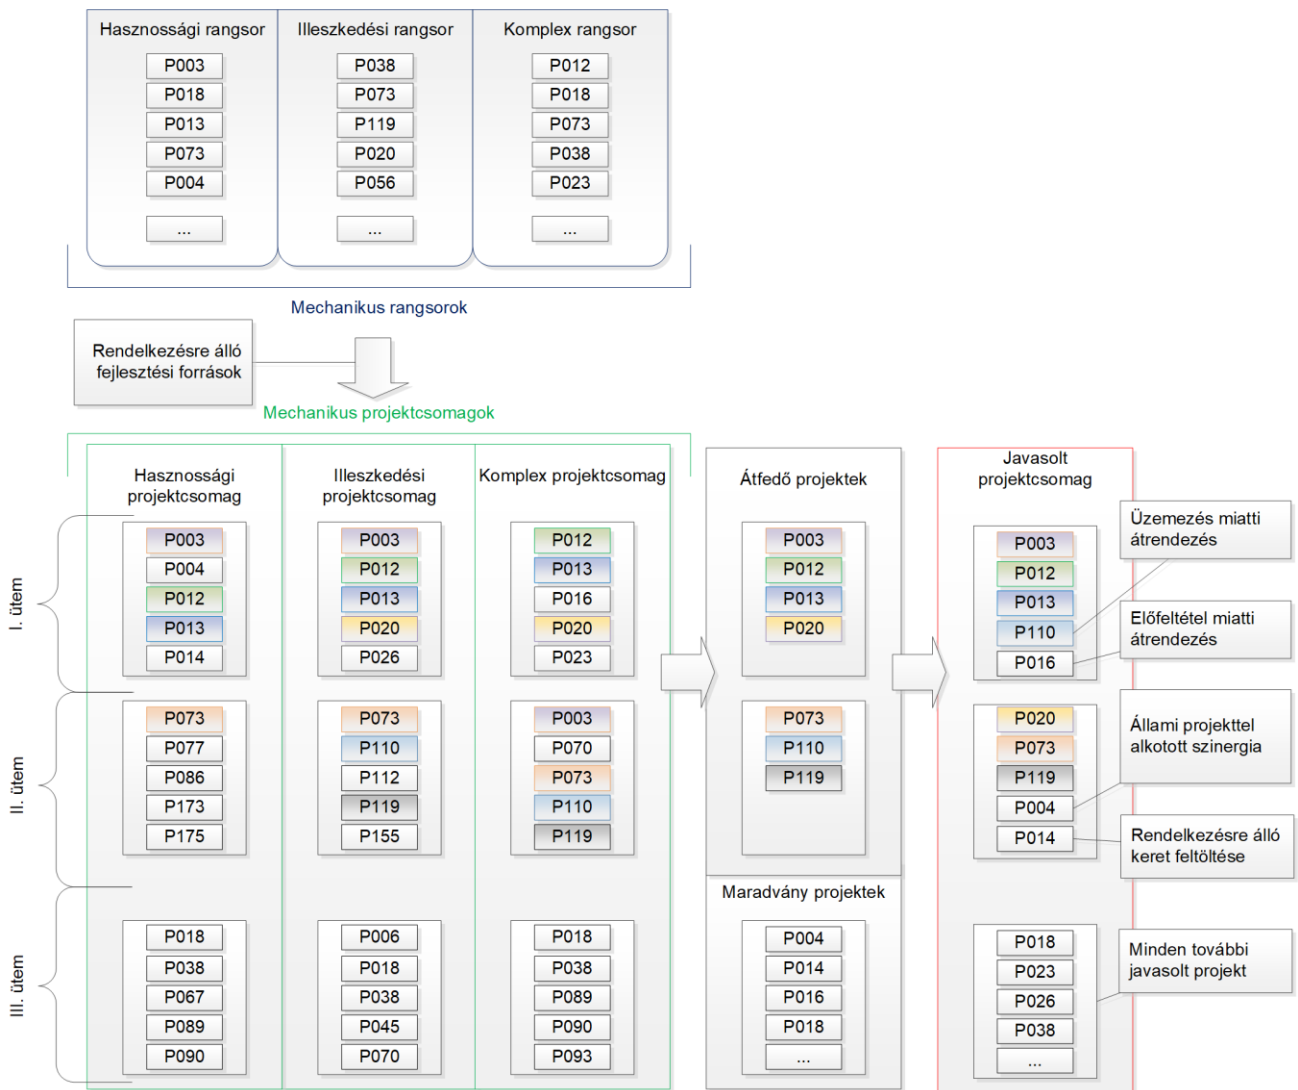 Hasznossági rangsor
P003
P018
P013
P073
P004
...
Illeszkedési rangsor
P038
P073
P119
P020
P056
...
Komplex rangsor
P012
P018
P073
P038
P023
...
Mechanikus rangsorok
Rendelkezésre álló
fejlesztési források
Mechanikus projektcsomagok
I. ütem
II. ütem
III. ütem
Hasznossági
projektcsomag
P003
P004
P012
P013
P014
P073
P077
P086
P173
P175
P018
P038
P067
P089
P090
Illeszkedési
projektcsomag
P003
P012
P013
P020
P026
P073
P110
P112
P119
P155
P006
P018
P038
P045
P070
Komplex projektcsomag
P012
P013
P016
P020
P023
P003
P070
P073
P110
P119
P018
P038
P089
P090
P093
Átfedő projektek
P003
P012
P013
P020
P073
P110
P119
Maradvány projektek
P004
P014
P016
P018
...
Javasolt
projektcsomag
P003
P012
P013
P110
P016
P020
P073
P119
P004
P014
P018
P023
P026
P038
...
Üzemezés miatti
átrendezés
Előfeltétel miatti
átrendezés
Állami projekttel
alkotott szinergia
Rendelkezésre álló
keret feltöltése
Minden további
javasolt projekt